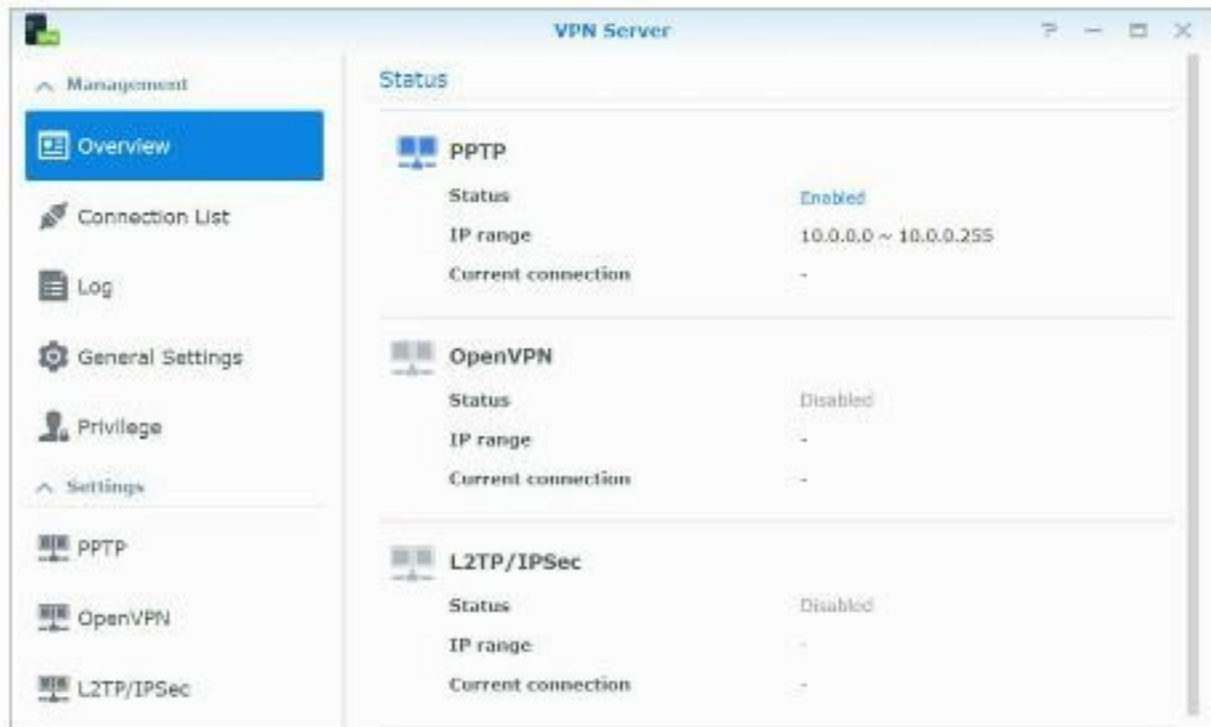 VPN Server
Management
Overview
Connection List
Log
General Settings
Privilege
Settings
PPTP
OpenVPN
L2TP/IPSec
Status
PPTP
Status Enabled
IP range 10.0.0.0 ~ 10.0.0.255
Current connection -
OpenVPN
Status Disabled
IP range -
Current connection -
L2TP/IPSec
Status Disabled
IP range -
Current connection -